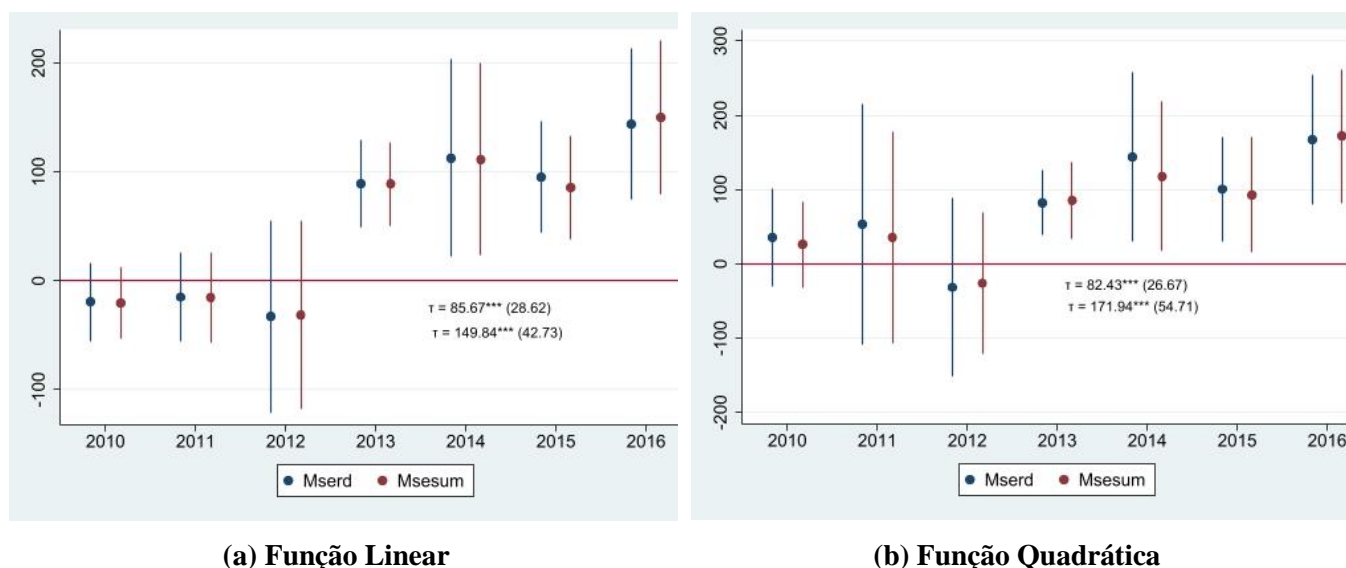 200
100
0
-100
τ = 85.67*** (28.62)
τ = 149.84*** (42.73)
2010 2011 2012 2013 2014 2015 2016
Mserd Msesum
(a) Função Linear
300
200
100
0
-100
-200
τ = 82.43*** (26.67)
τ = 171.94*** (54.71)
2010 2011 2012 2013 2014 2015 2016
Mserd Msesum
(b) Função Quadrática